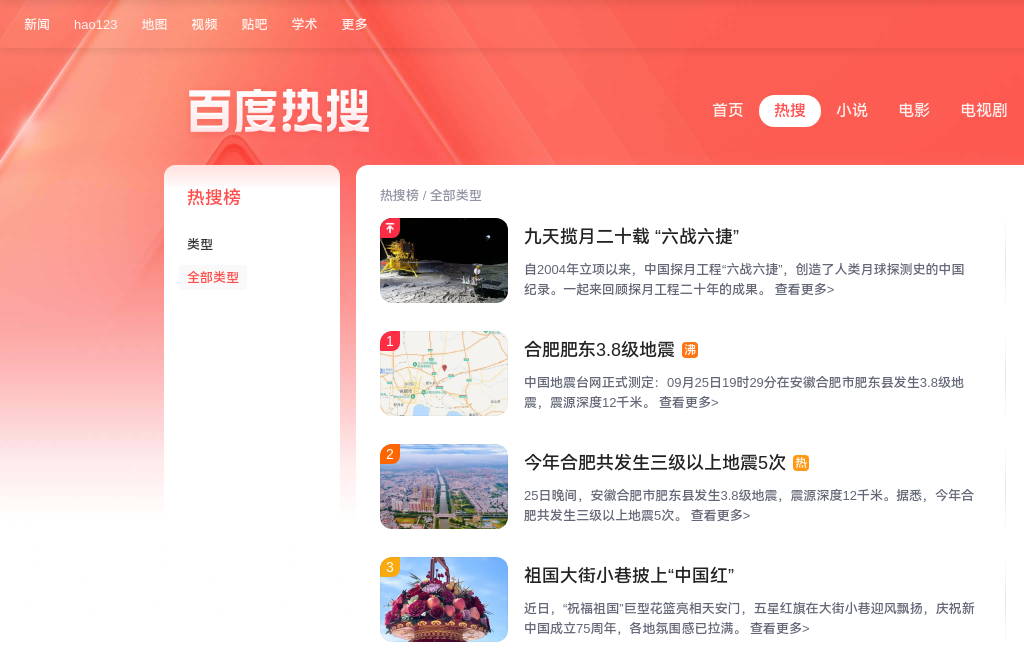 新闻 hao123 地图 视频 贴吧 学术 更多
百度热搜
首页 热搜 小说 电影 电视剧
热搜榜
类型
全部类型
热搜榜 / 全部类型
九天揽月二十载 “六战六捷”
自2004年立项以来，中国探月工程“六战六捷”，创造了人类月球探测史的中国
纪录。一起来回顾探月工程二十年的成果。 查看更多>
1
合肥肥东3.8级地震 沸
中国地震台网正式测定：09月25日19时29分在安徽合肥市肥东县发生3.8级地
震，震源深度12千米。 查看更多>
2
今年合肥共发生三级以上地震5次 热
25日晚间，安徽合肥市肥东县发生3.8级地震，震源深度12千米。据悉，今年合
肥共发生三级以上地震5次。 查看更多>
3
祖国大街小巷披上“中国红”
近日，“祝福祖国”巨型花篮亮相天安门，五星红旗在大街小巷迎风飘扬，庆祝新
中国成立75周年，各地氛围感已拉满。 查看更多>